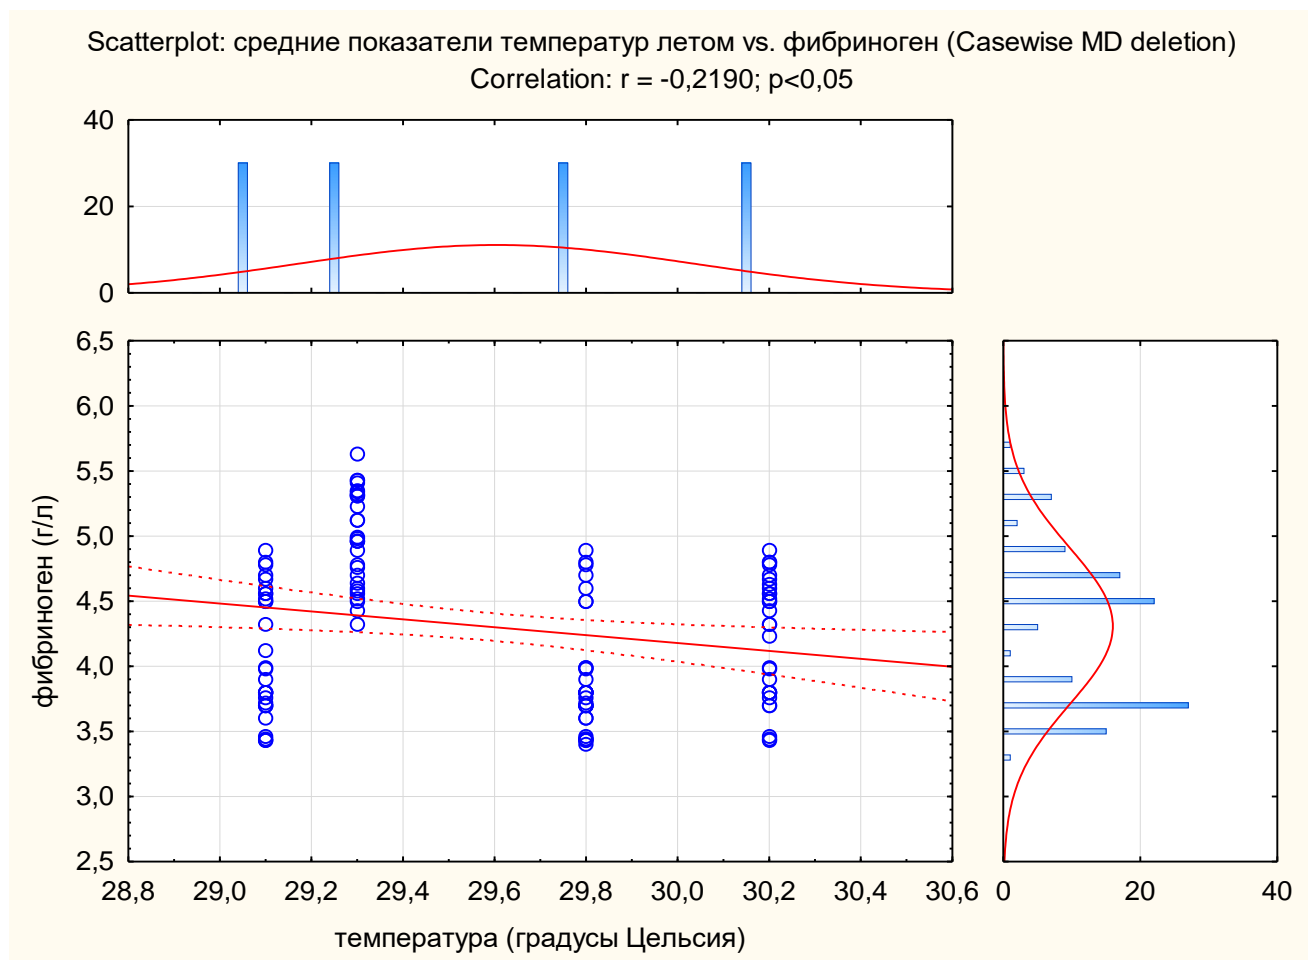 Scatterplot: средние показатели температур летом vs. фибриноген (Casewise MD deletion)
Correlation: r = -0,2190; p<0,05
40
20
0
6,5
6,0
5,5
5,0
4,5
4,0
3,5
3,0
2,5
фибриноген (г/л)
28,8 29,0 29,2 29,4 29,6 29,8 30,0 30,2 30,4 30,6
0 20 40
температура (градусы Цельсия)